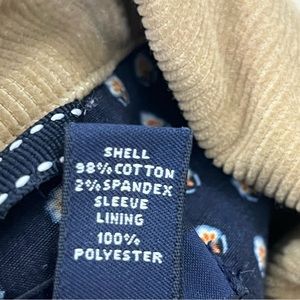 SHELL
98% COTTON
2% SPANDEX
SLEEVE
LINING
100%
POLYESTER